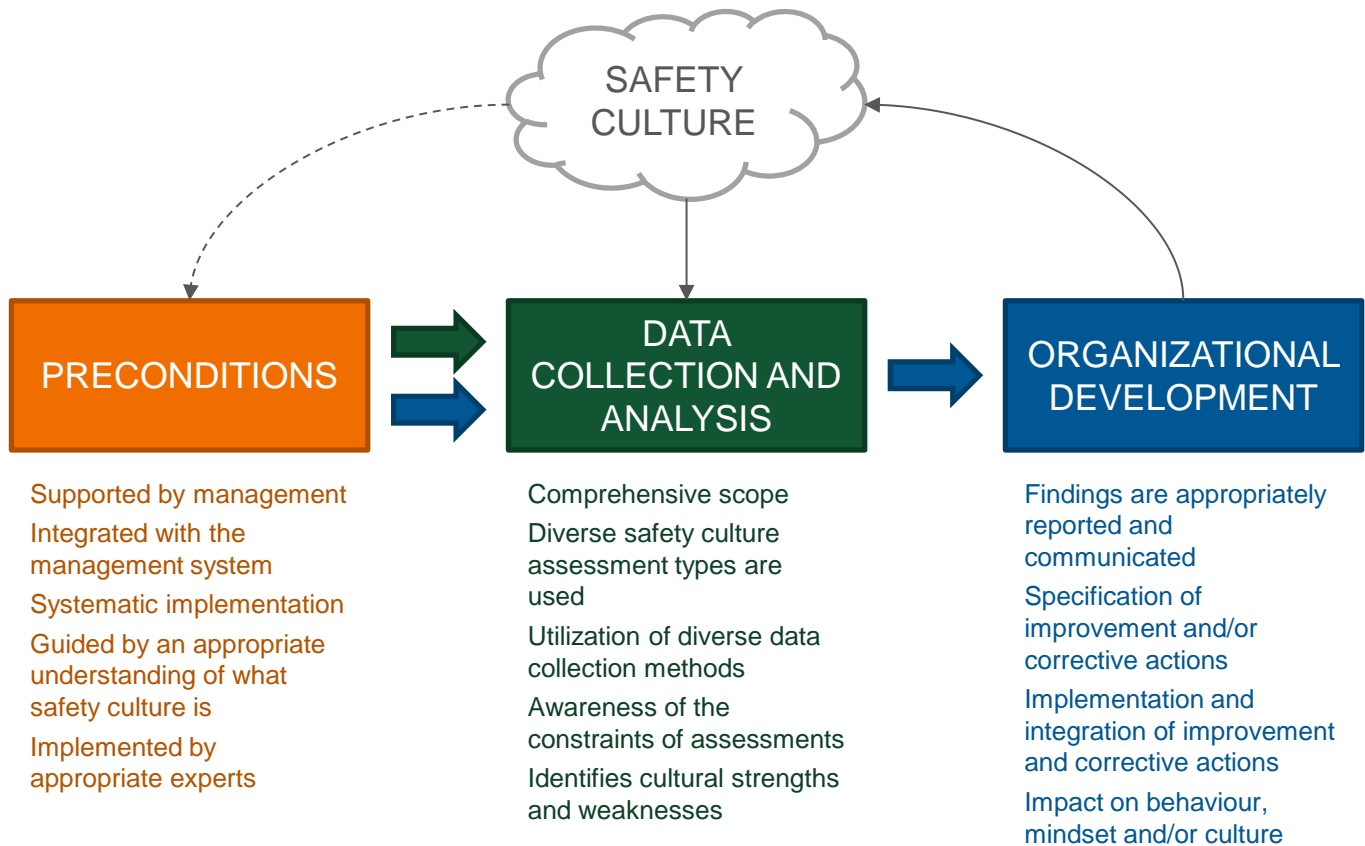 SAFETY
CULTURE
PRECONDITIONS
DATA
COLLECTION AND
ANALYSIS
ORGANIZATIONAL
DEVELOPMENT
Supported by management
Integrated with the
management system
Systematic implementation
Guided by an appropriate
understanding of what
safety culture is
Implemented by
appropriate experts
Comprehensive scope
Diverse safety culture
assessment types are
used
Utilization of diverse data
collection methods
Awareness of the
constraints of assessments
Identifies cultural strengths
and weaknesses
Findings are appropriately
reported and
communicated
Specification of
improvement and/or
corrective actions
Implementation and
integration of improvement
and corrective actions
Impact on behaviour,
mindset and/or culture